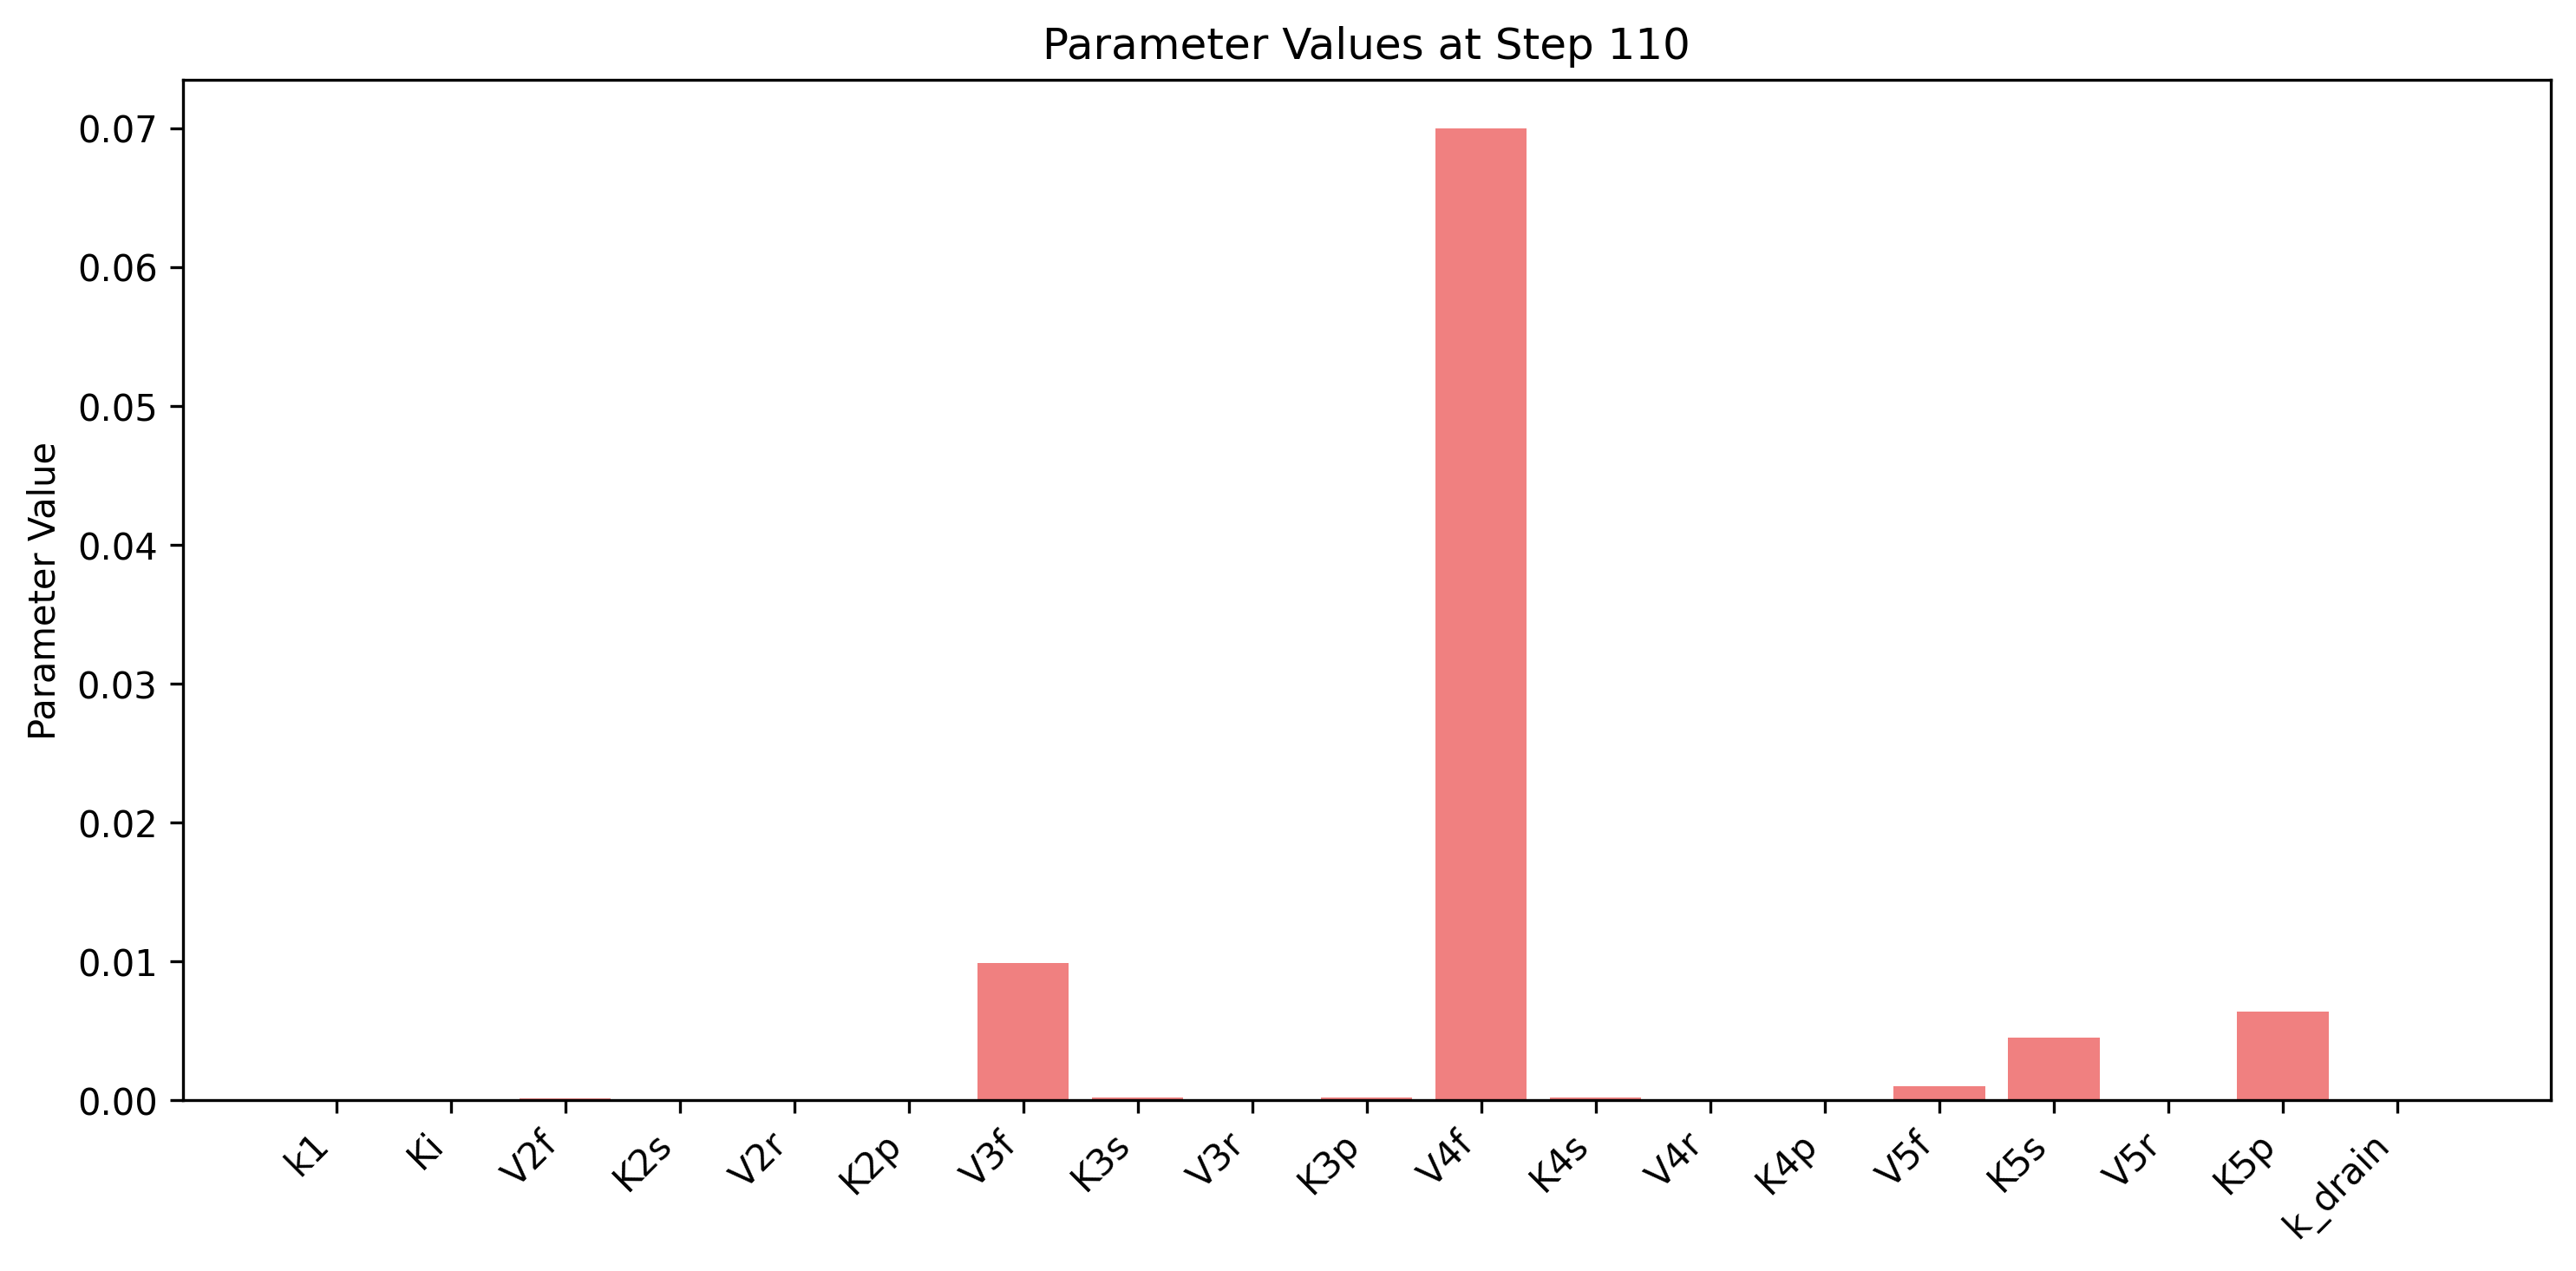 Parameter Values at Step 110
Parameter Value
0.07
0.06
0.05
0.04
0.03
0.02
0.01
0.00
k1
Ki
V2f
K2s
V2r
K2p
V3f
K3s
V3r
K3p
V4f
K4s
V4r
K4p
V5f
K5s
V5r
K5p
k_drain